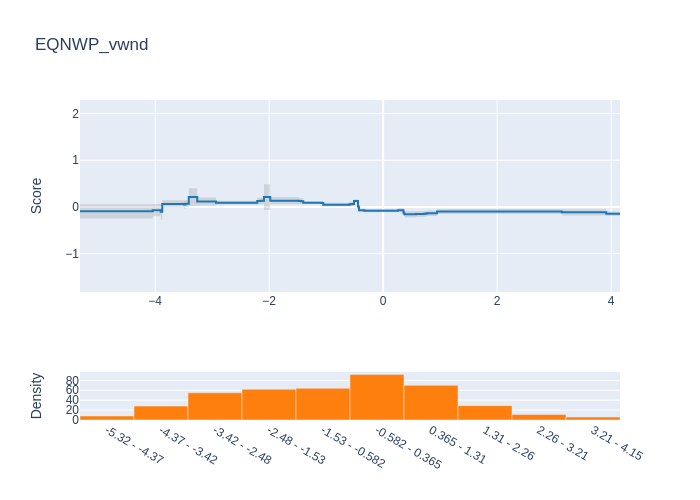 EQNWP_vwnd
Score
2
1
0
−1
−4
−2
0
2
4
Density
80
60
40
20
0
-5.32 - -4.37
-4.37 - -3.42
-3.42 - -2.48
-2.48 - -1.53
-1.53 - -0.582
-0.582 - 0.365
0.365 - 1.31
1.31 - 2.26
2.26 - 3.21
3.21 - 4.15